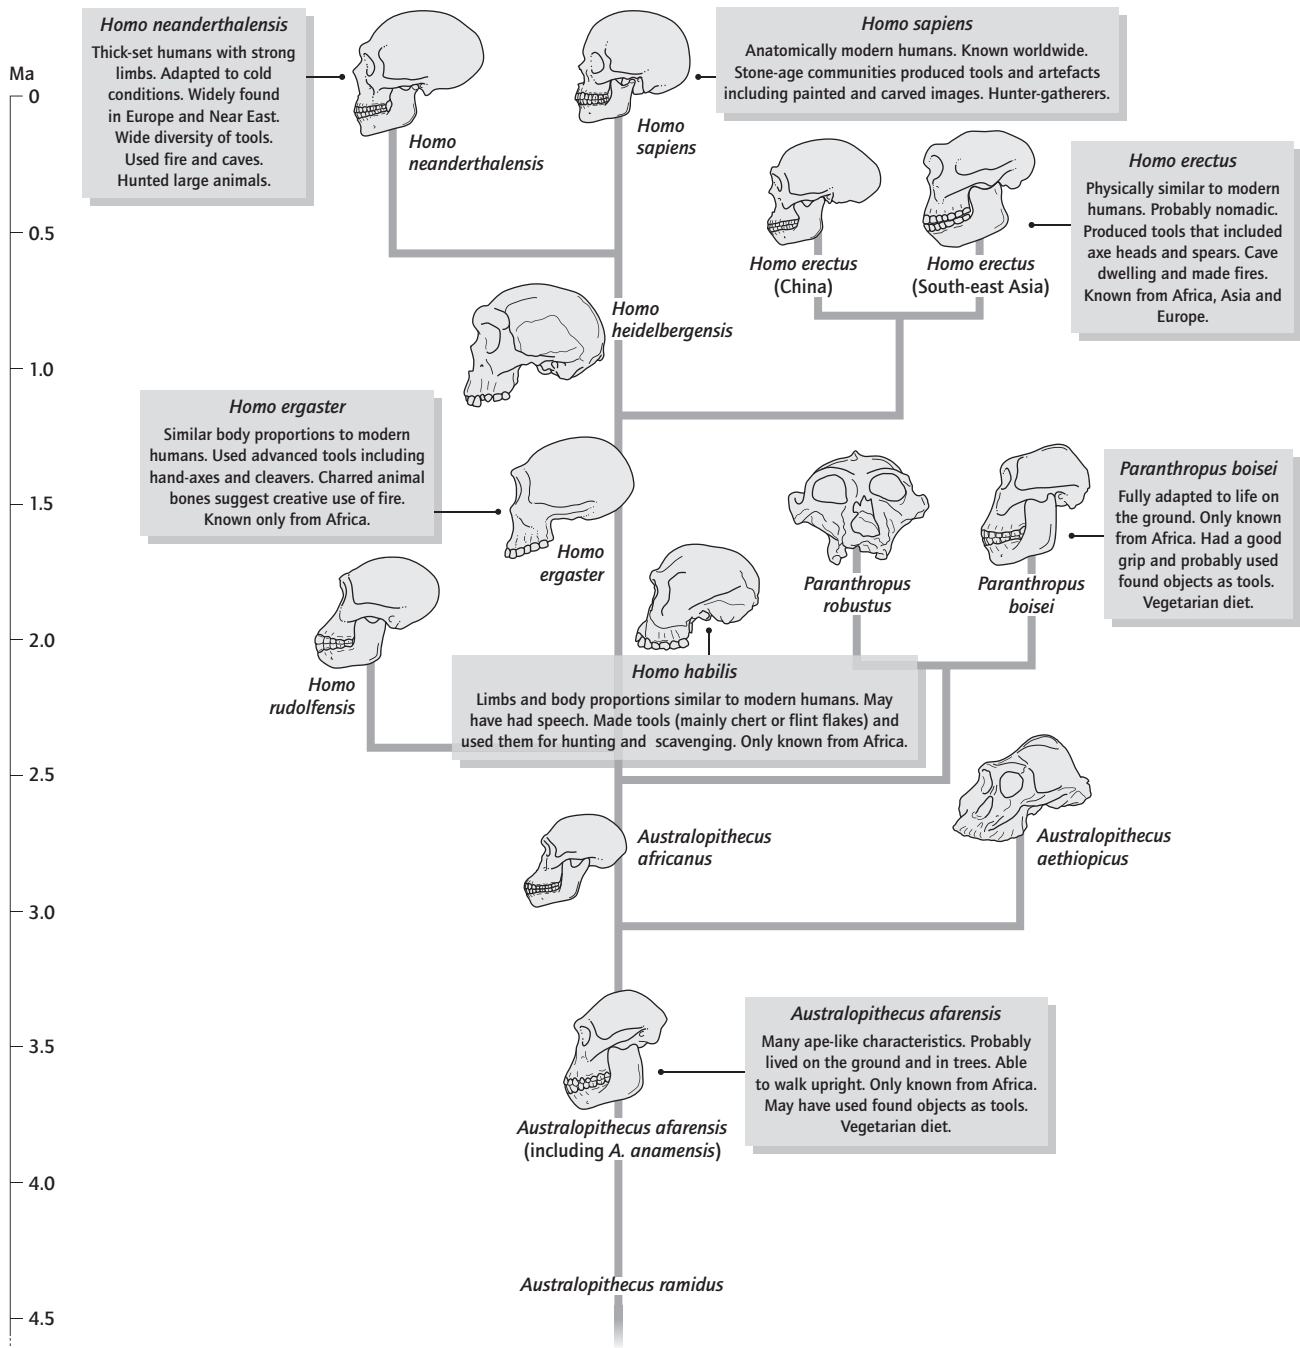 Homo neanderthalensis
Thick-set humans with strong
limbs. Adapted to cold
conditions. Widely found
in Europe and Near East.
Wide diversity of tools.
Used fire and caves.
Hunted large animals.
Homo sapiens
Anatomically modern humans. Known worldwide.
Stone-age communities produced tools and artefacts
including painted and carved images. Hunter-gatherers.
Ma
0
Homo
neanderthalensis
Homo
sapiens
Homo erectus
Physically similar to modern
humans. Probably nomadic.
Produced tools that included
axe heads and spears. Cave
dwelling and made fires.
Known from Africa, Asia and
Europe.
0.5
Homo erectus
(China)
Homo erectus
(South-east Asia)
Homo
heidelbergensis
1.0
Homo ergaster
Similar body proportions to modern
humans. Used advanced tools including
hand-axes and cleavers. Charred animal
bones suggest creative use of fire.
Known only from Africa.
Paranthropus boisei
Fully adapted to life on
the ground. Only known
from Africa. Had a good
grip and probably used
found objects as tools.
Vegetarian diet.
1.5
Homo
ergaster
Paranthropus
robustus
Paranthropus
boisei
2.0
Homo
rudolfensis
Homo habilis
Limbs and body proportions similar to modern humans. May
have had speech. Made tools (mainly chert or flint flakes) and
used them for hunting and scavenging. Only known from Africa.
2.5
Australopithecus
africanus
Australopithecus
aethiopicus
3.0
Australopithecus afarensis
Many ape-like characteristics. Probably
lived on the ground and in trees. Able
to walk upright. Only known from Africa.
May have used found objects as tools.
Vegetarian diet.
3.5
Australopithecus afarensis
(including A. anamensis)
4.0
Australopithecus ramidus
4.5